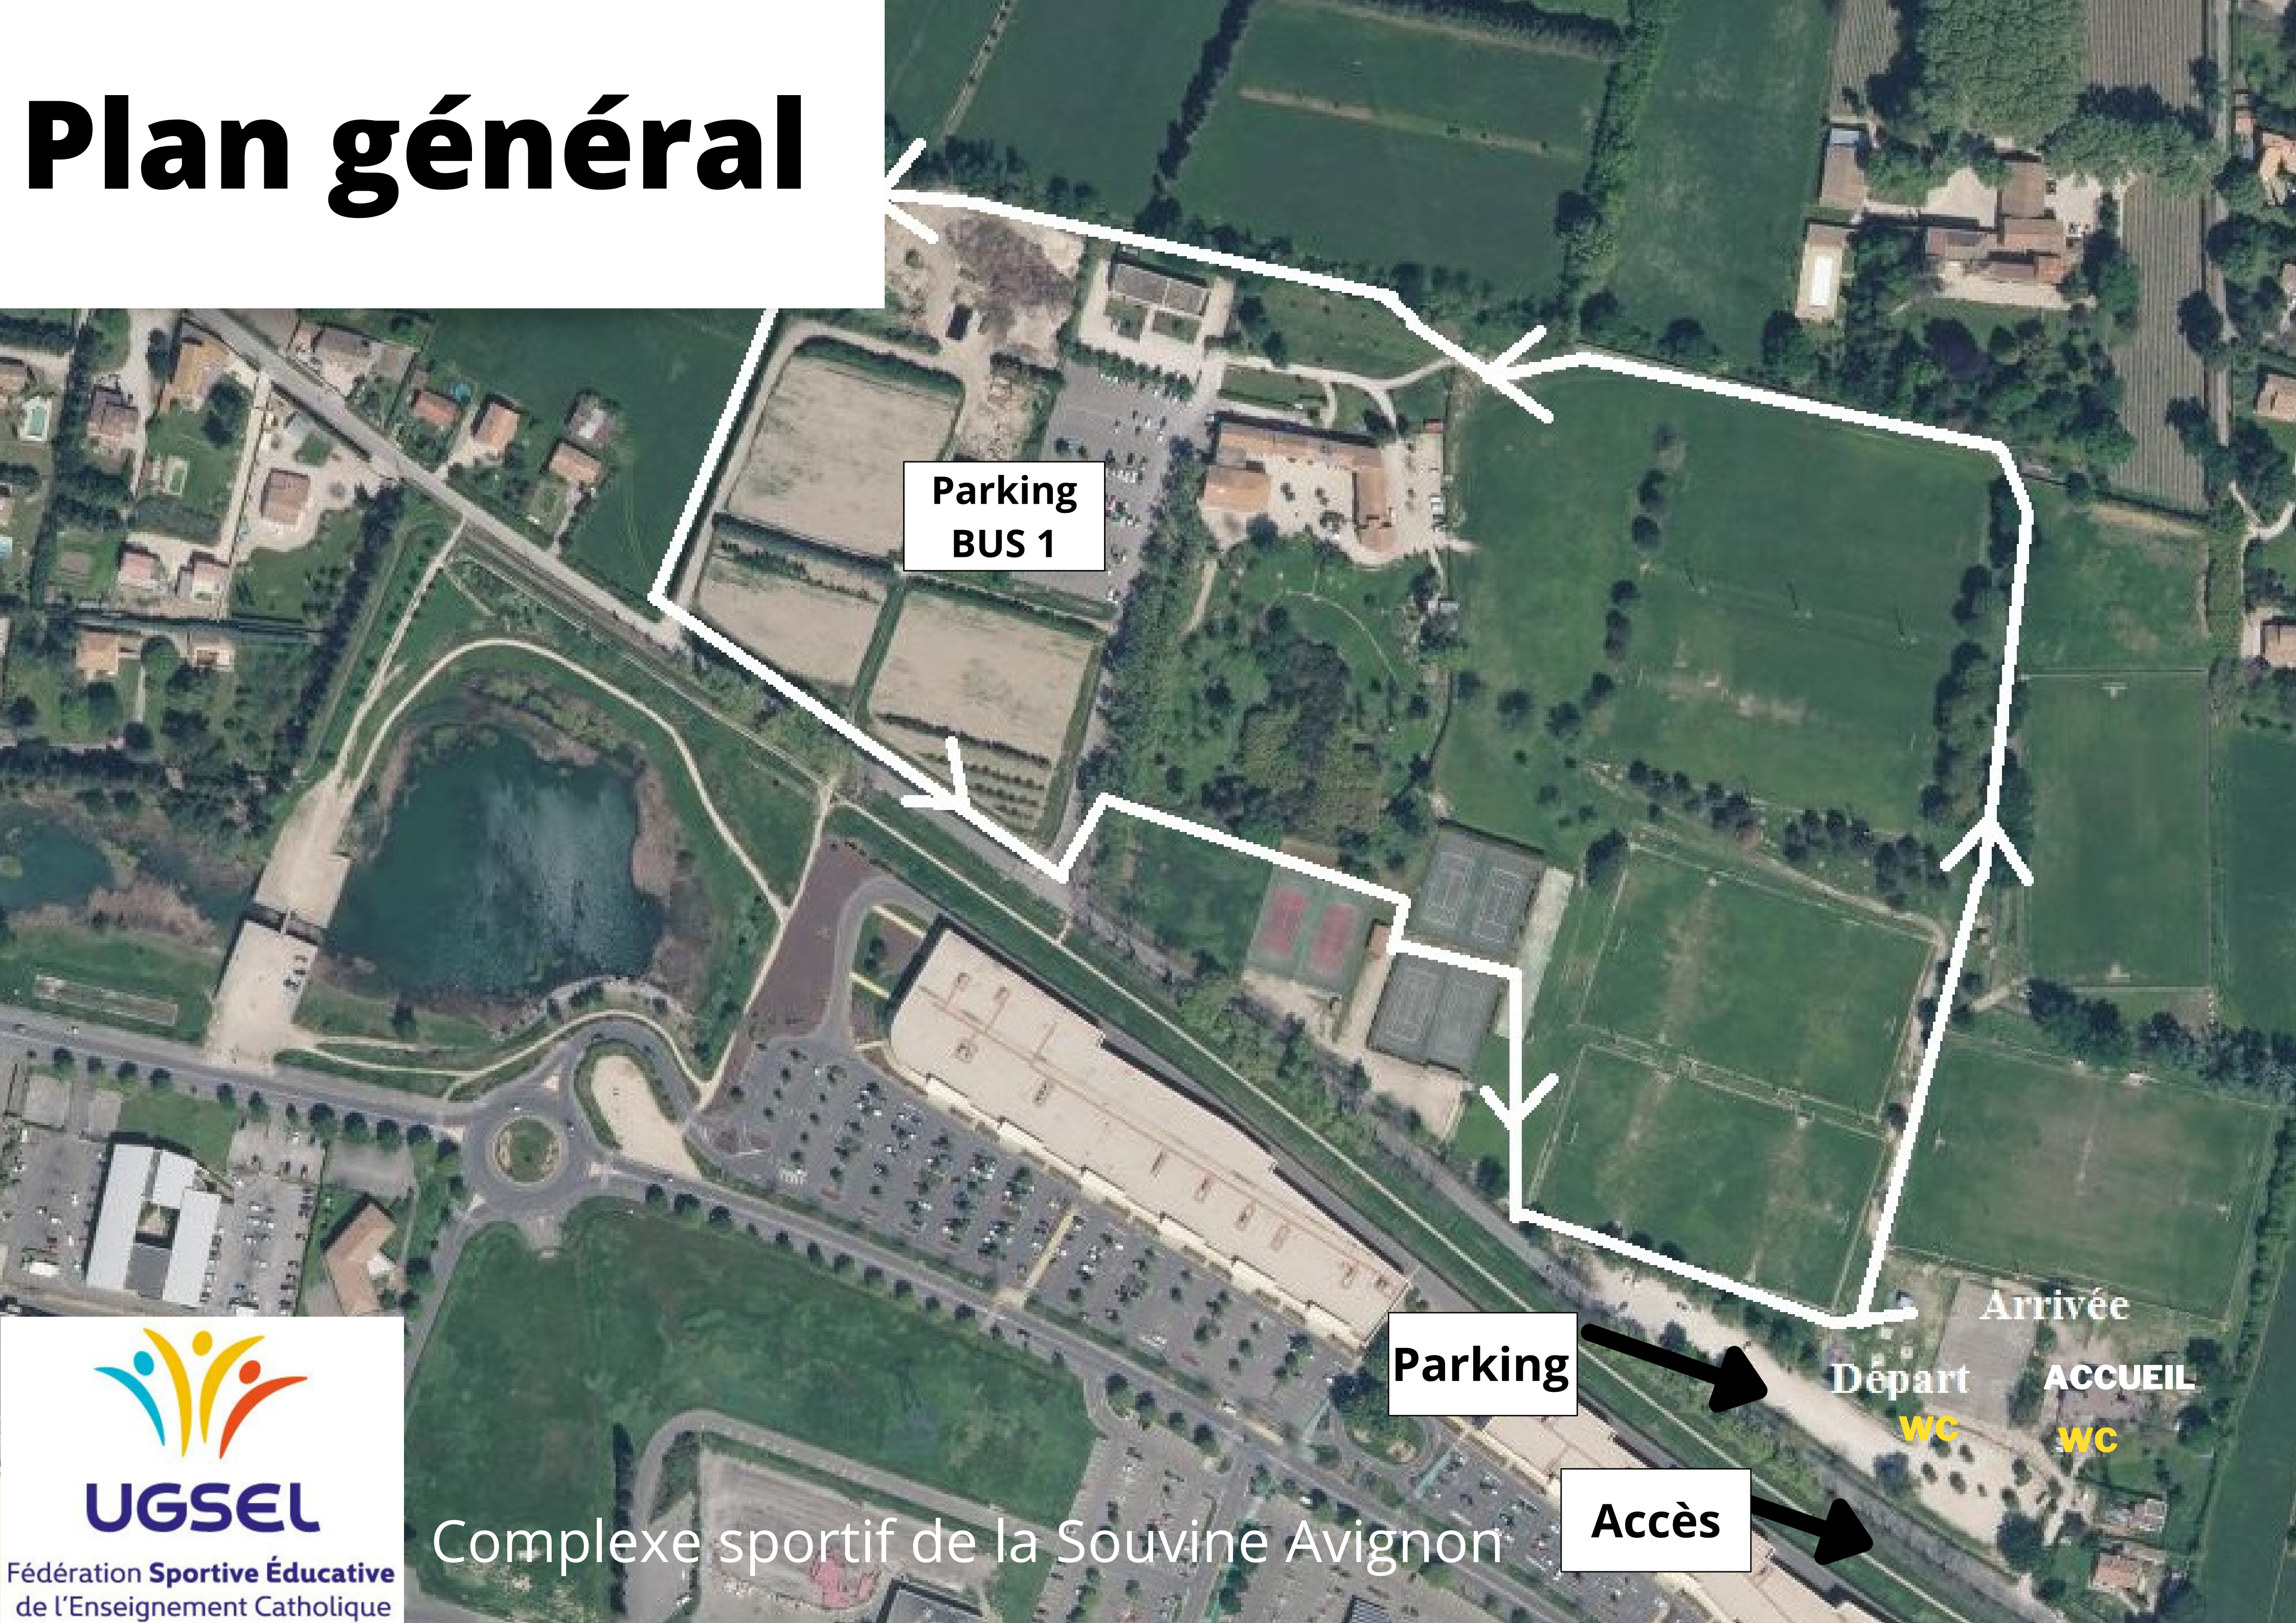 Plan général
Parking
BUS 1
Arrivée
Parking
Départ
ACCUEIL
WC
WC
Accès
Complexe sportif de la Souvine Avignon
UGSEL
Fédération Sportive Éducative
de l'Enseignement Catholique